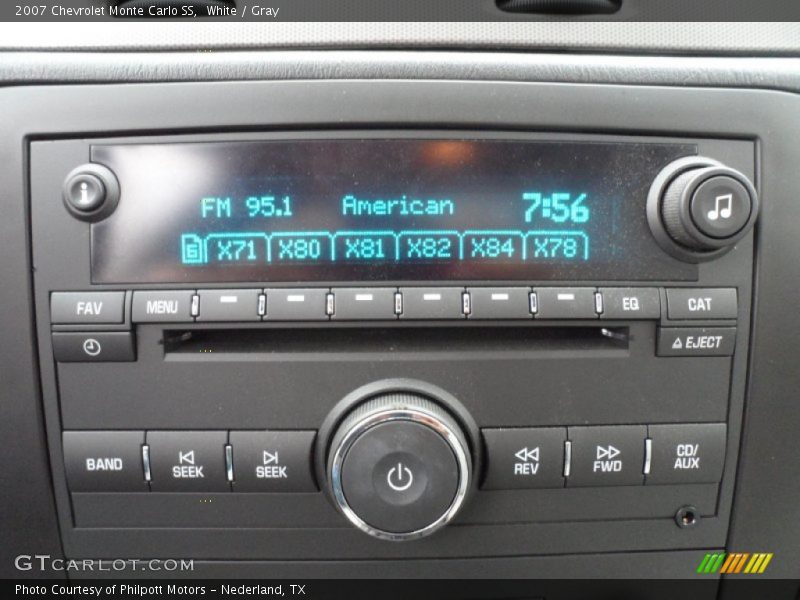 2007 Chevrolet Monte Carlo SS, White / Gray
i
FM 95.1 American 7:56
6 X71 X80 X81 X82 X84 X78
FAV MENU EQ CAT
EJECT
BAND SEEK SEEK REV FWD CD/
AUX
GTCARLOT.COM
Photo Courtesy of Philpott Motors - Nederland, TX